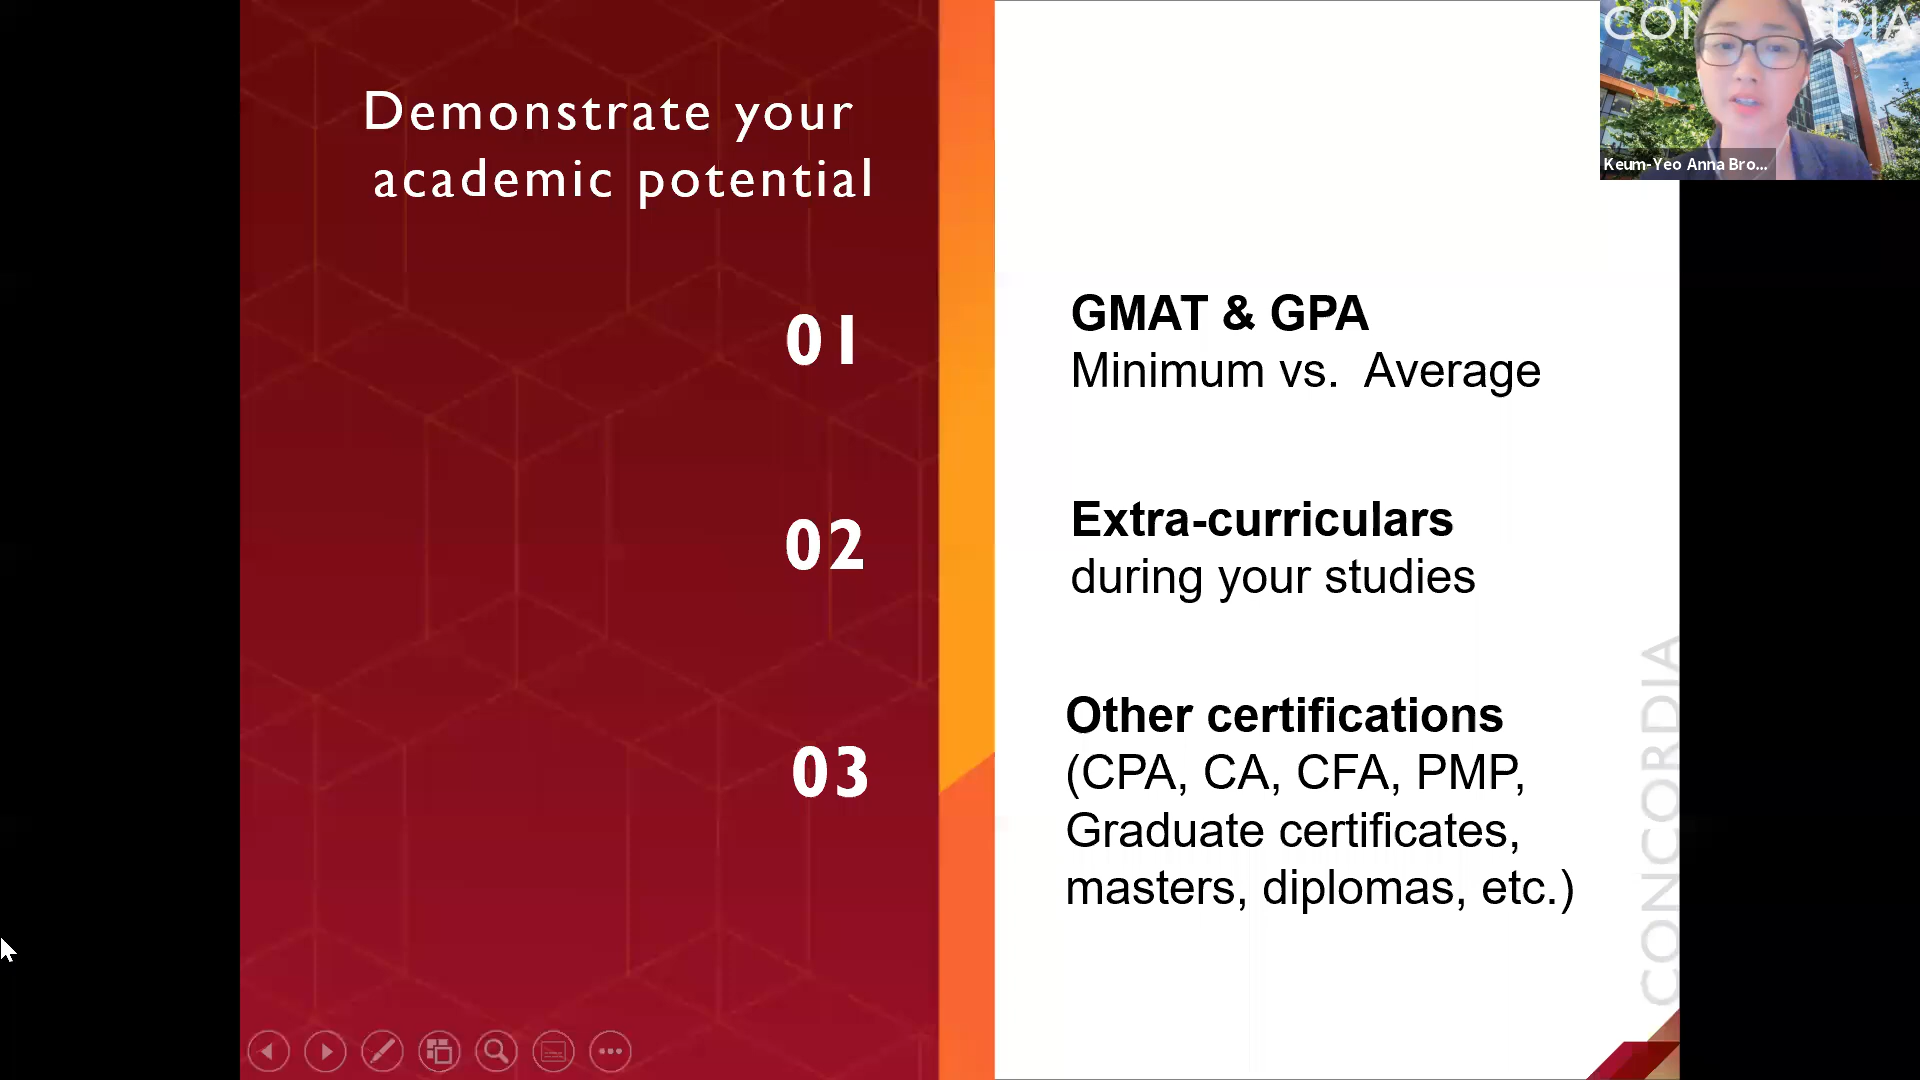 Demonstrate your
academic potential
01
GMAT & GPA
Minimum vs. Average
02
Extra-curriculars
during your studies
03
Other certifications
(CPA, CA, CFA, PMP,
Graduate certificates,
masters, diplomas, etc.)
CONCORDIA
Keum-Yeo Anna Bro...